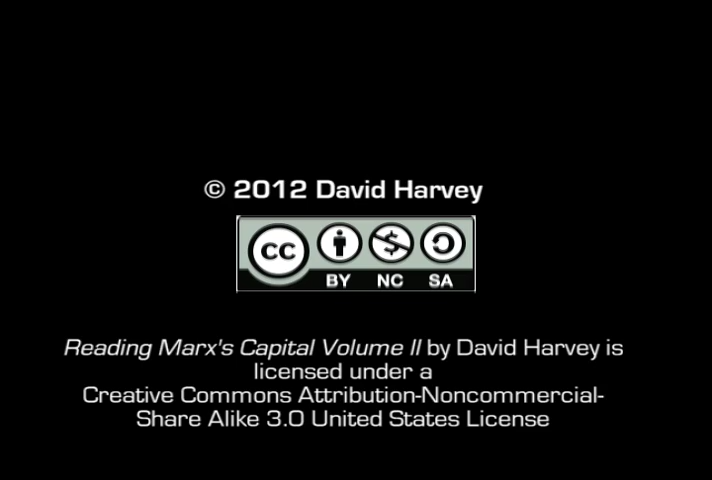 © 2012 David Harvey
CC
BY NC SA
Reading Marx's Capital Volume II by David Harvey is
licensed under a
Creative Commons Attribution-Noncommercial-
Share Alike 3.0 United States License